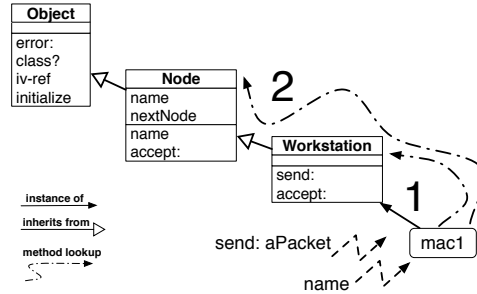 Object
error:
class?
iv-ref
initialize
Node
name
nextNode
name
accept:
2
Workstation
send:
accept:
1
mac1
send: aPacket
name
instance of
inherits from
method lookup